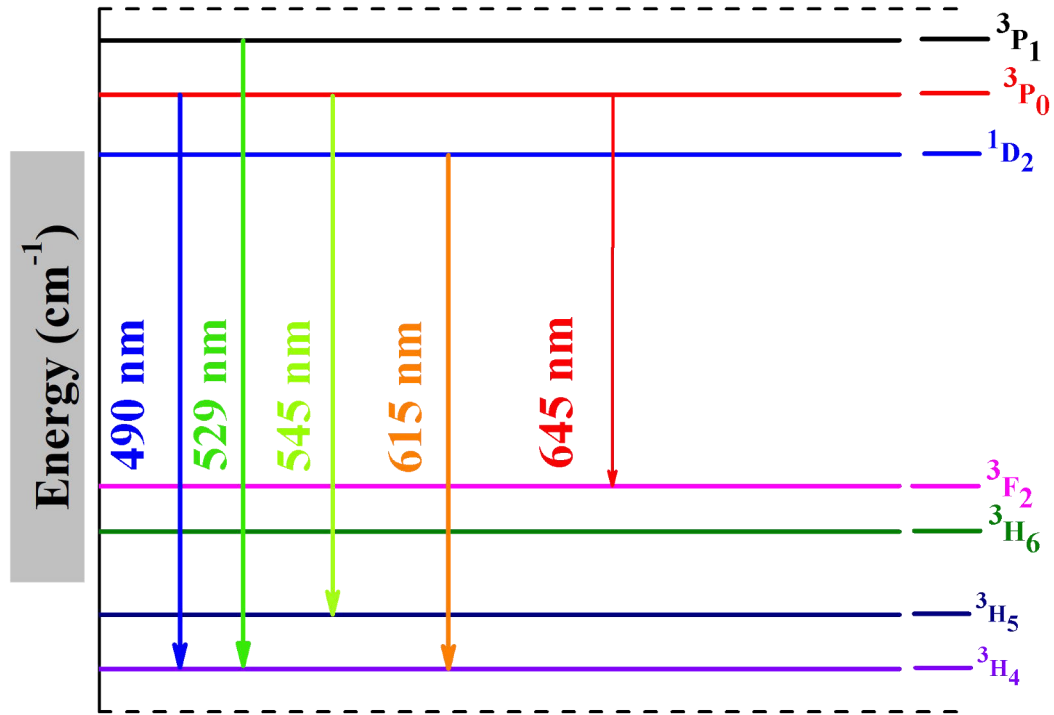 ³P₁
³P₀
¹D₂
Energy (cm⁻¹)
490 nm
529 nm
545 nm
615 nm
645 nm
³F₂
³H₆
³H₅
³H₄